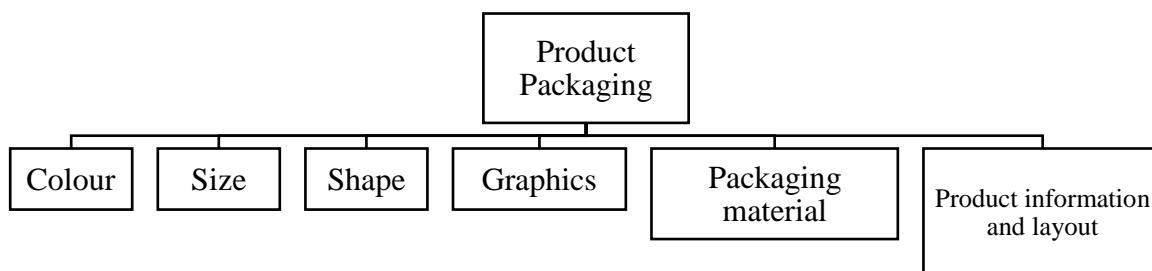 Product
Packaging
Colour
Size
Shape
Graphics
Packaging
material
Product information
and layout